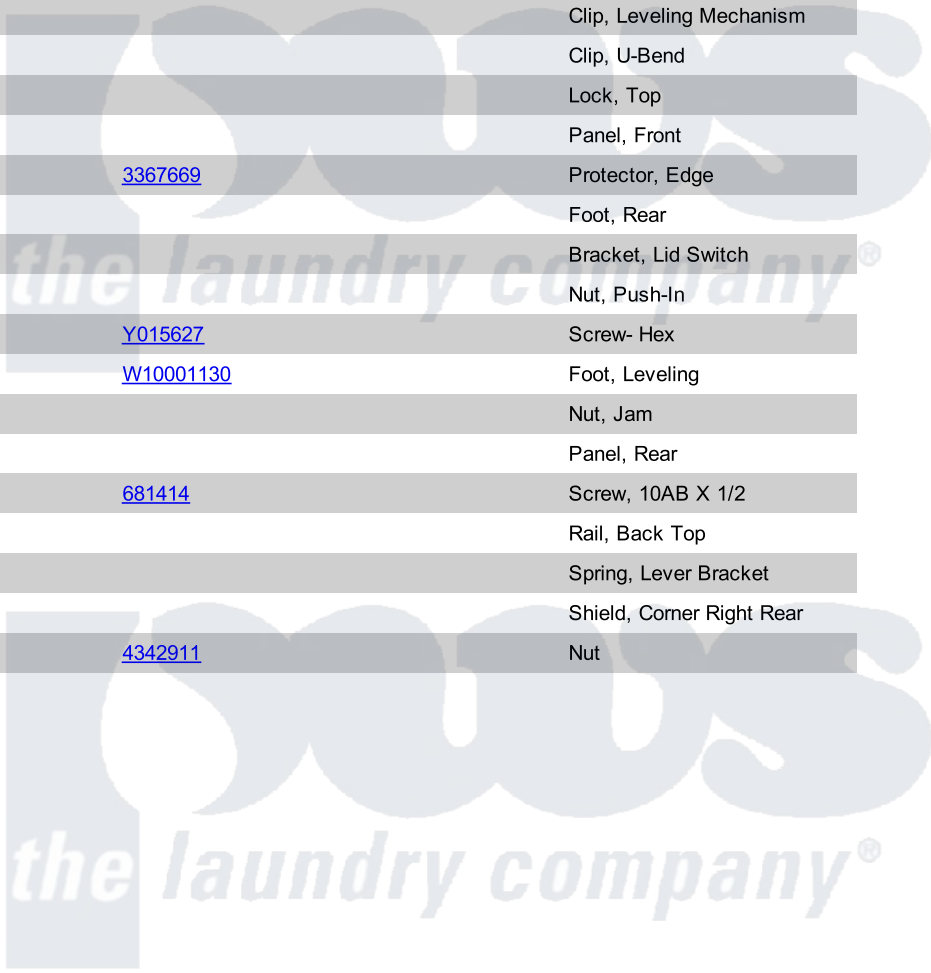 Clip, Leveling Mechanism
Clip, U-Bend
Lock, Top
Panel, Front
3367669 Protector, Edge
Foot, Rear
Bracket, Lid Switch
Nut, Push-In
Y015627 Screw- Hex
W10001130 Foot, Leveling
Nut, Jam
Panel, Rear
681414 Screw, 10AB X 1/2
Rail, Back Top
Spring, Lever Bracket
Shield, Corner Right Rear
4342911 Nut
pws
the laundry company®
pws
the laundry company®